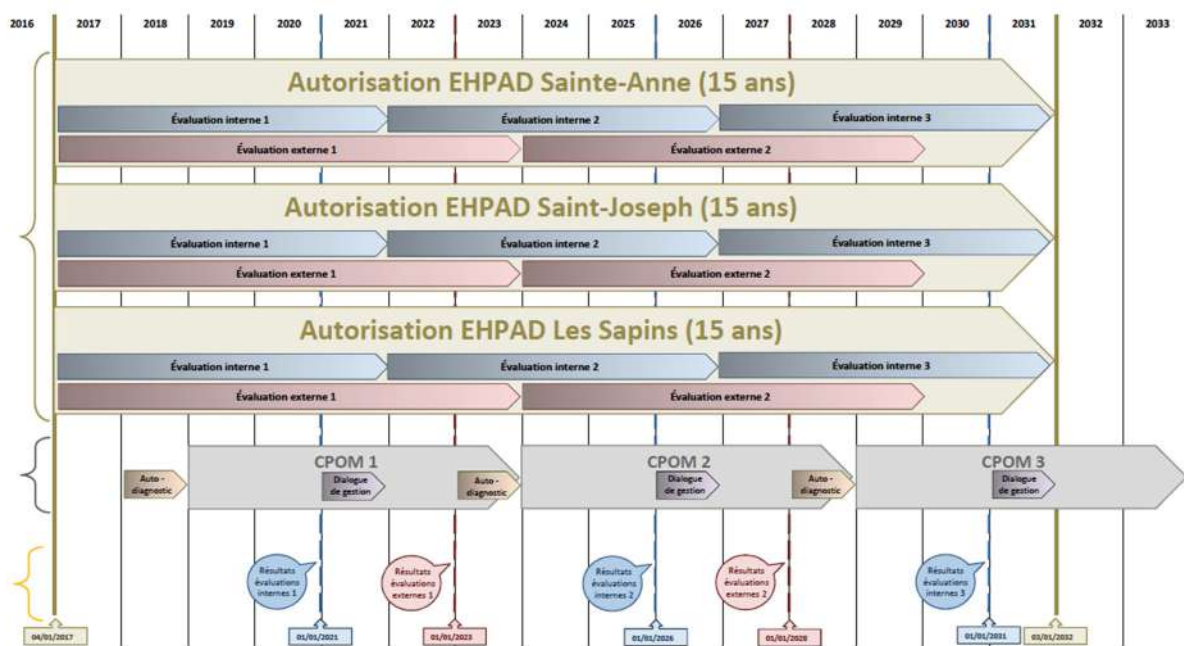 2016 2017 2018 2019 2020 2021 2022 2023 2024 2025 2026 2027 2028 2029 2030 2031 2032 2033
Autorisation EHPAD Sainte-Anne (15 ans)
Évaluation interne 1 Évaluation interne 2 Évaluation interne 3
Évaluation externe 1 Évaluation externe 2
Autorisation EHPAD Saint-Joseph (15 ans)
Évaluation interne 1 Évaluation interne 2 Évaluation interne 3
Évaluation externe 1 Évaluation externe 2
Autorisation EHPAD Les Sapins (15 ans)
Évaluation interne 1 Évaluation interne 2 Évaluation interne 3
Évaluation externe 1 Évaluation externe 2
CPOM 1 CPOM 2 CPOM 3
Auto - Dialogue Auto - Dialogue Auto - Dialogue
diagnostic de gestion diagnostic de gestion diagnostic de gestion
Résultats Résultats Résultats Résultats Résultats
évaluations évaluations évaluations évaluations évaluations
internes 1 externes 1 internes 2 externes 2 internes 3
04/01/2017 01/01/2021 01/01/2023 01/01/2026 01/01/2028 01/01/2031 03/01/2032